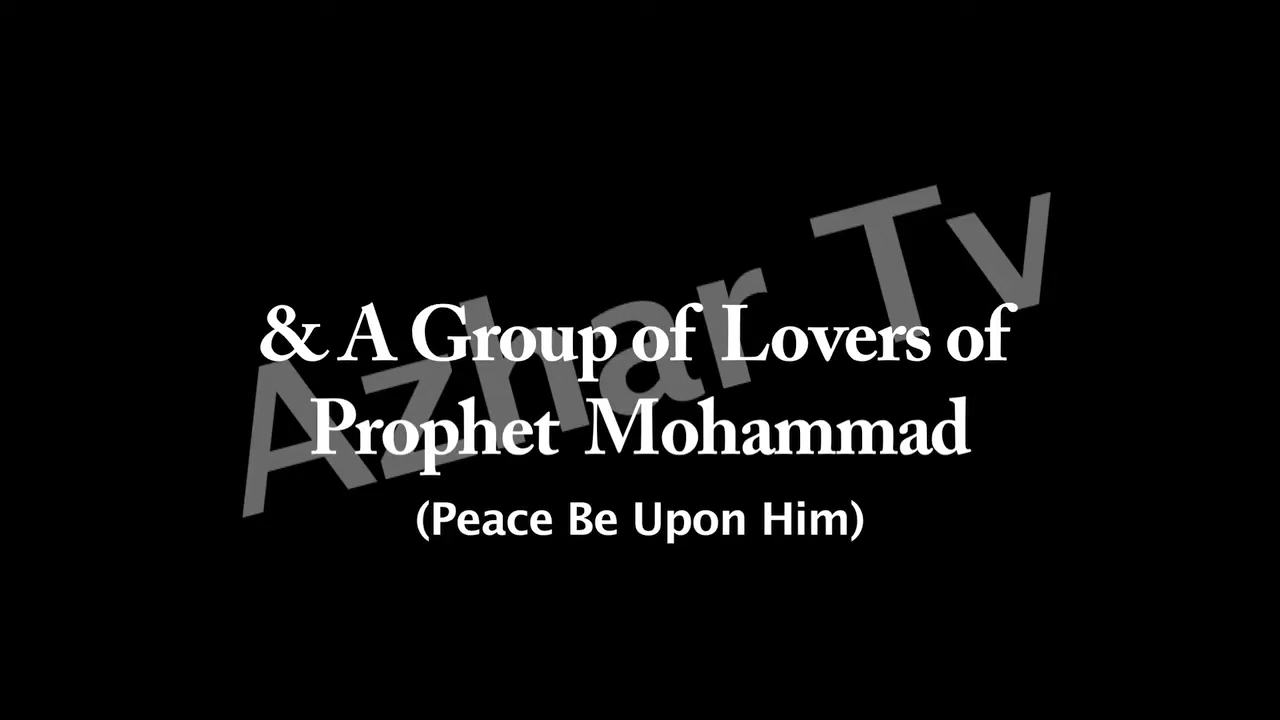 & A Group of Lovers of
Prophet Mohammad
(Peace Be Upon Him)
Azhar Tv